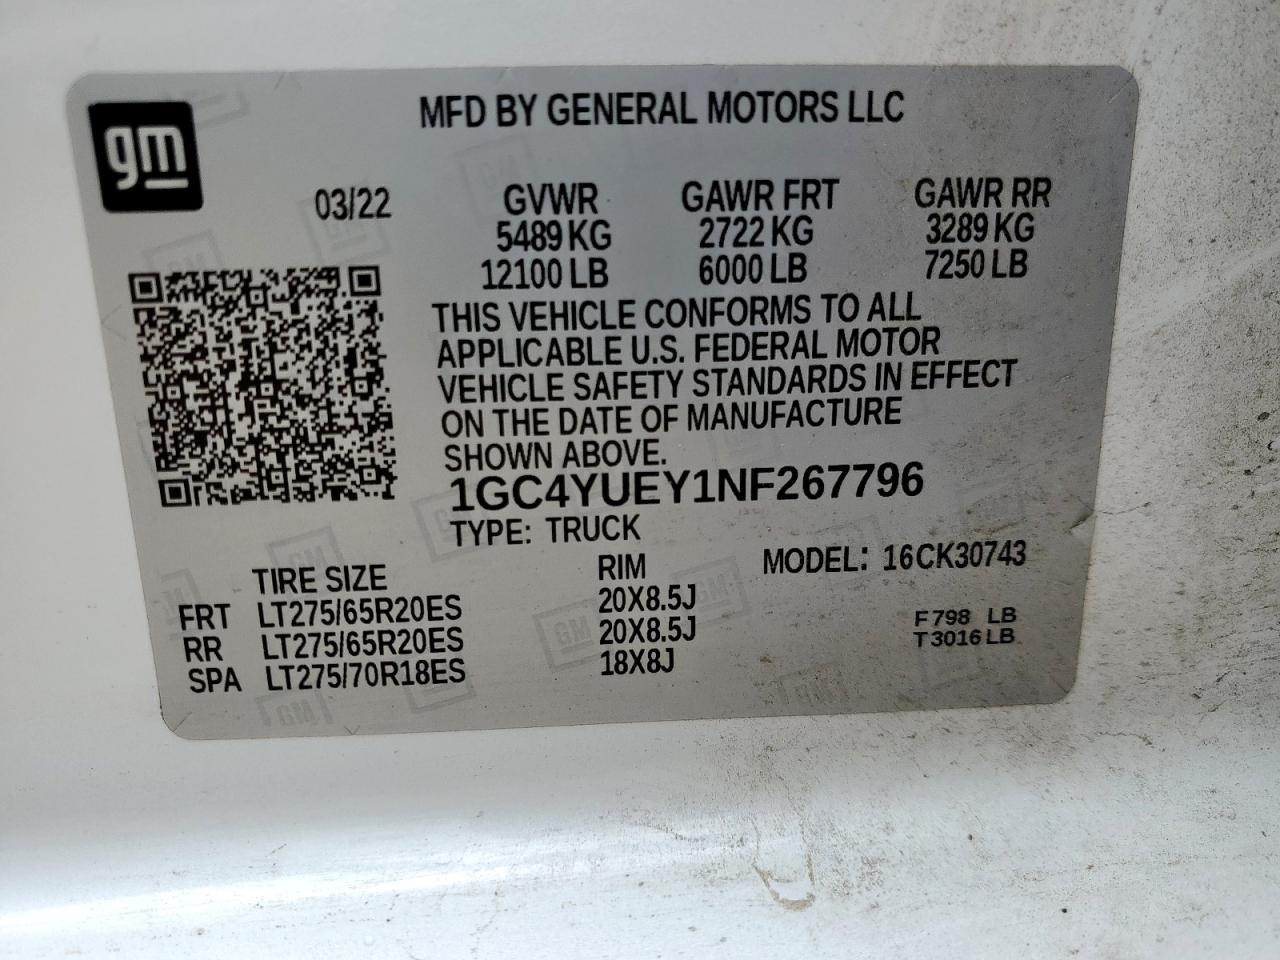 gm
MFD BY GENERAL MOTORS LLC
03/22 GVWR GAWR FRT GAWR RR
5489 KG 2722 KG 3289 KG
12100 LB 6000 LB 7250 LB
THIS VEHICLE CONFORMS TO ALL
APPLICABLE U.S. FEDERAL MOTOR
VEHICLE SAFETY STANDARDS IN EFFECT
ON THE DATE OF MANUFACTURE
SHOWN ABOVE.
1GC4YUEY1NF267796
TYPE: TRUCK
TIRE SIZE RIM MODEL: 16CK30743
FRT LT275/65R20ES 20X8.5J F 798 LB
RR LT275/65R20ES 20X8.5J T 3016 LB
SPA LT275/70R18ES 18X8J